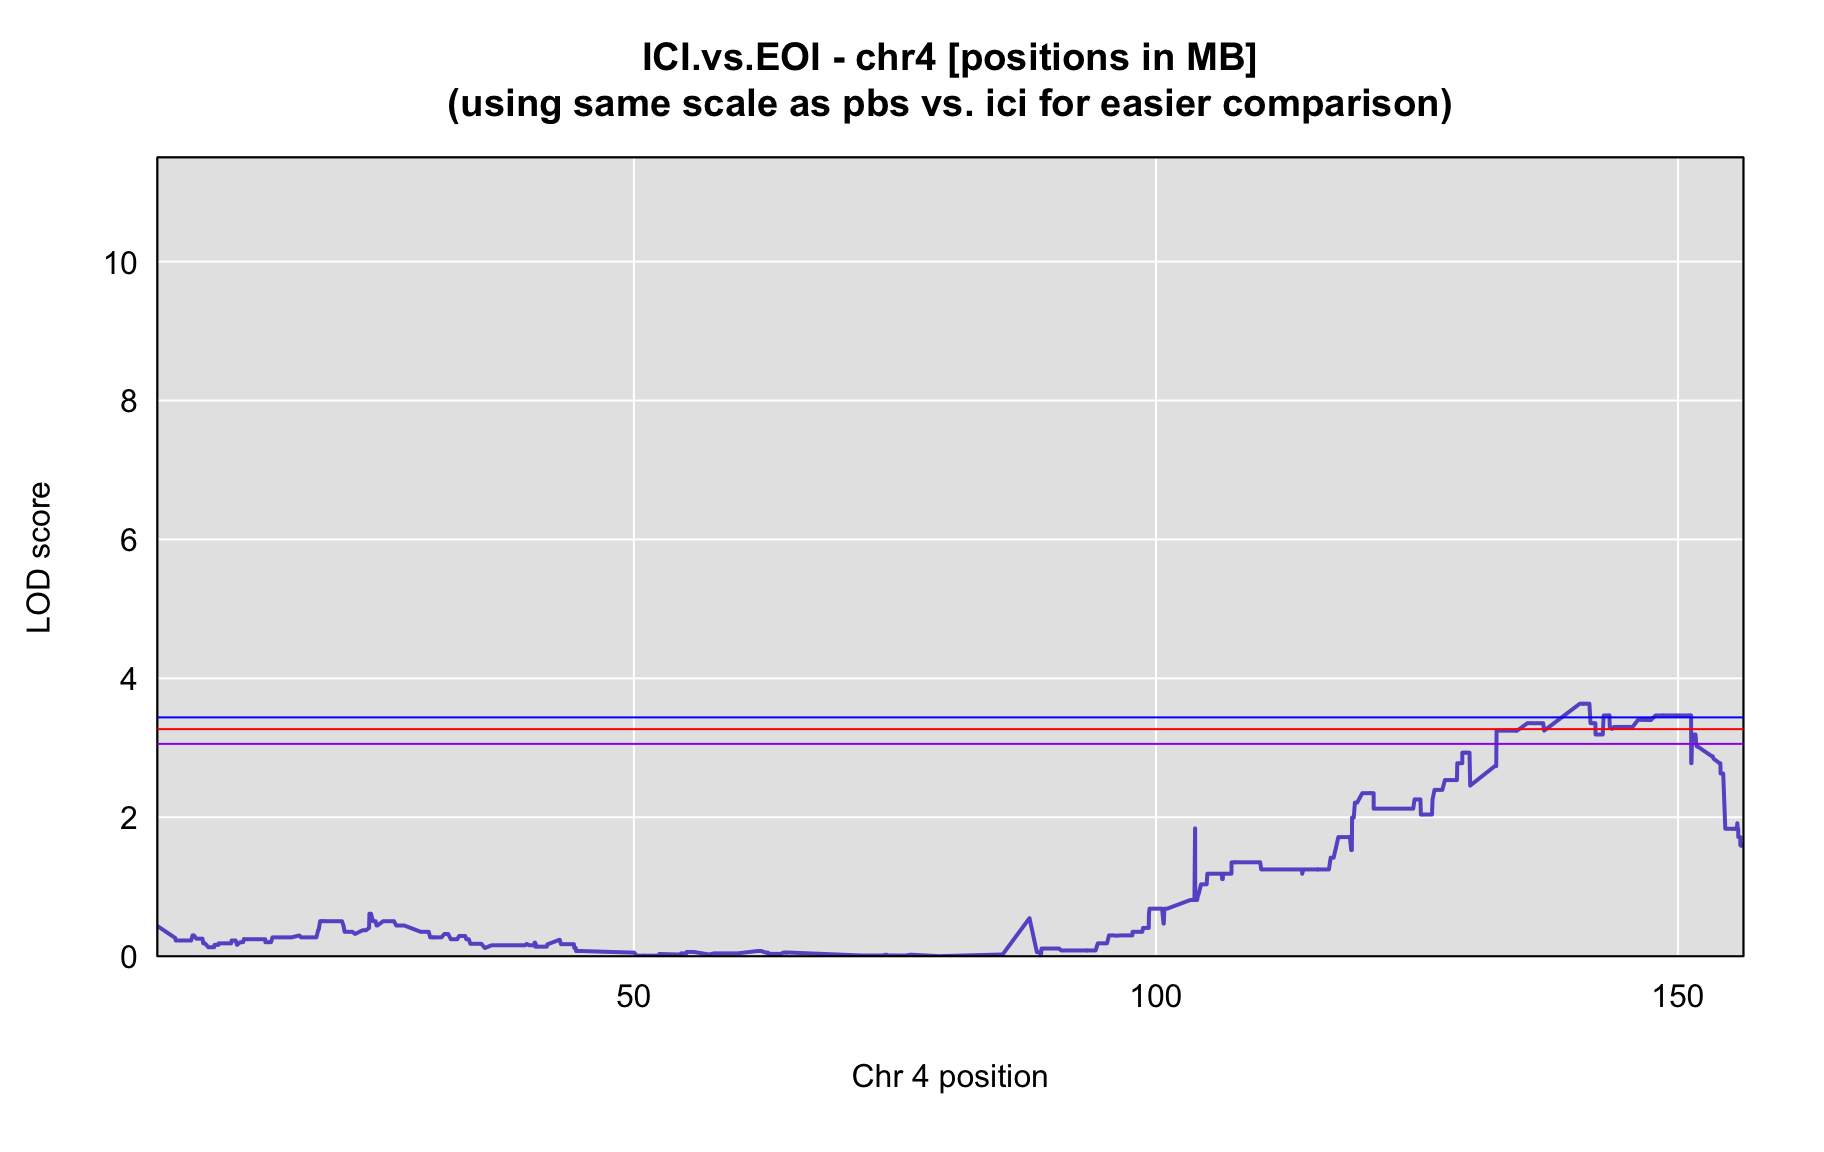 ICI.vs.EOI - chr4 [positions in MB]
(using same scale as pbs vs. ici for easier comparison)
LOD score
10
8
6
4
2
0
50
100
150
Chr 4 position